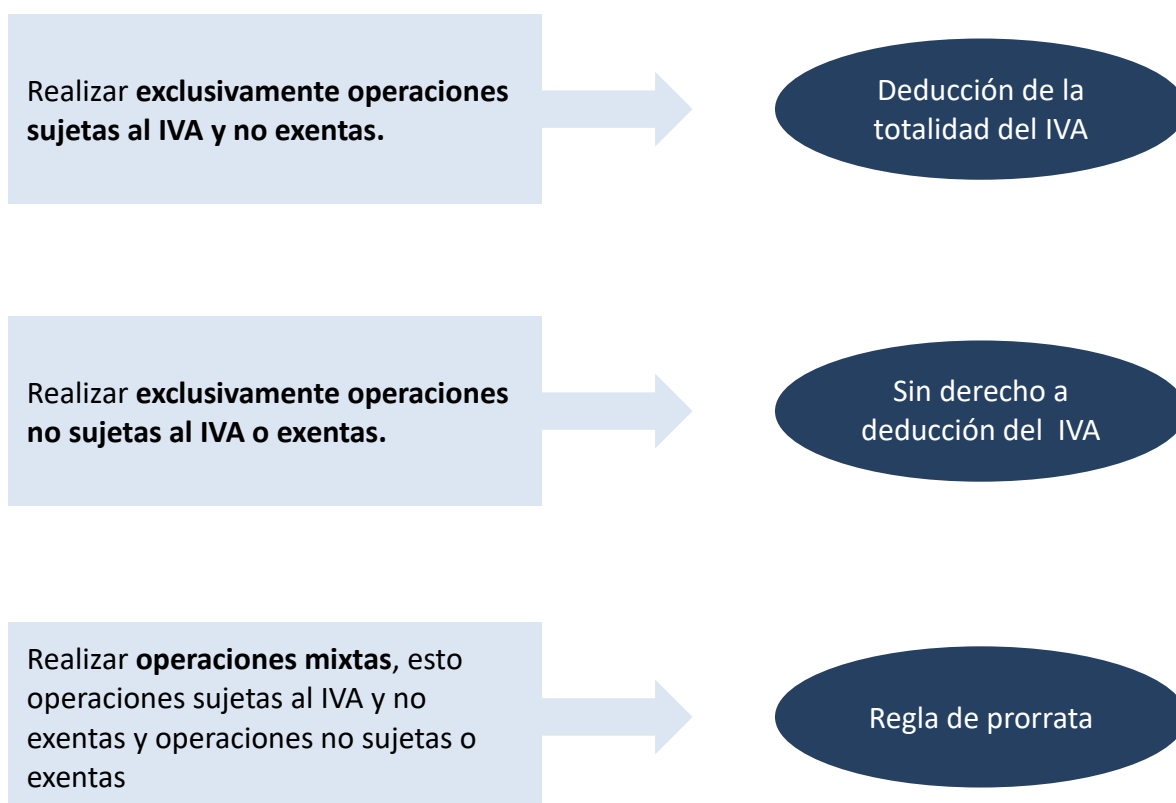 Realizar exclusivamente operaciones
sujetas al IVA y no exentas.
Deducción de la
totalidad del IVA
Realizar exclusivamente operaciones
no sujetas al IVA o exentas.
Sin derecho a
deducción del  IVA
Realizar operaciones mixtas, esto
operaciones sujetas al IVA y no
exentas y operaciones no sujetas o
exentas
Regla de prorrata